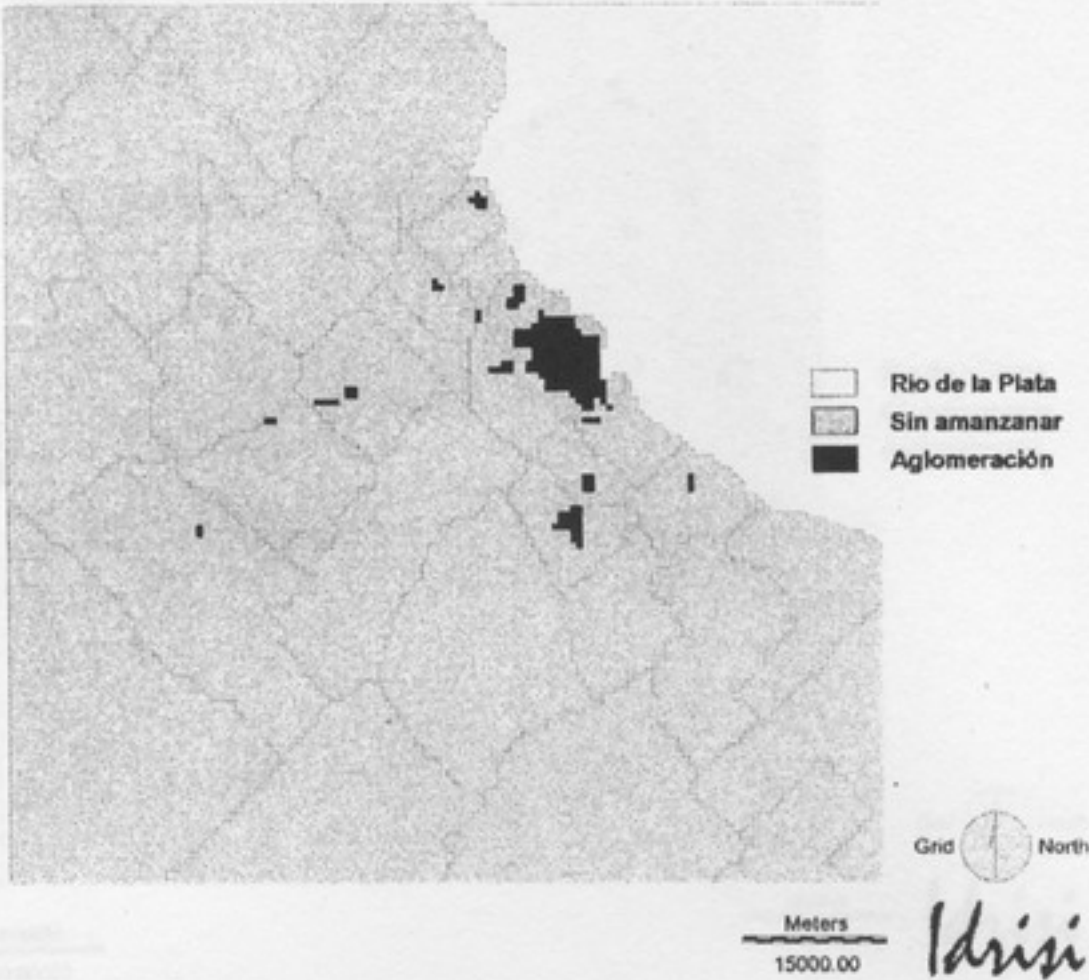 Rio de la Plata
Sin amanzanar
Aglomeración
Grid North
Meters
15000.00
Idrisi